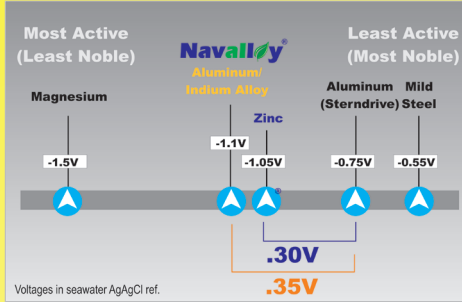 Most Active
(Least Noble)
Navalloy®
Least Active
(Most Noble)
Aluminum/
Indium Alloy
Magnesium
Zinc
Aluminum
(Sterndrive)
Mild
Steel
-1.5V
-1.1V
-1.05V
-0.75V
-0.55V
®
.30V
.35V
Voltages in seawater AgAgCl ref.